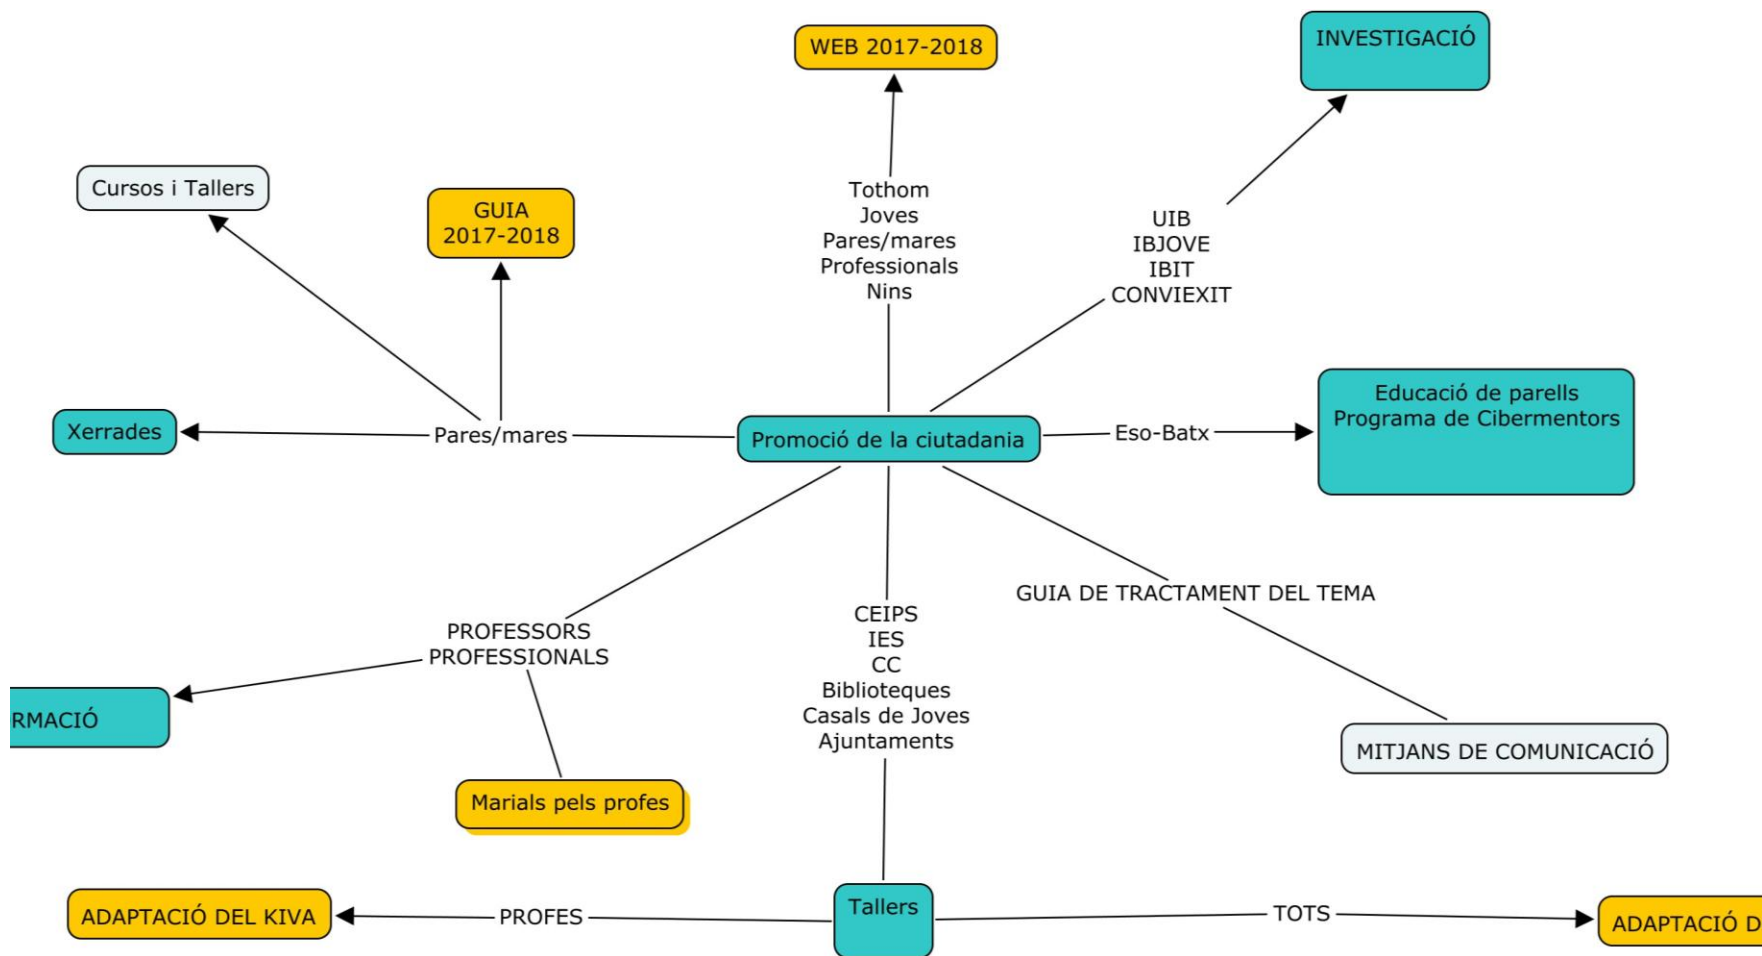 WEB 2017-2018
INVESTIGACIÓ
Cursos i Tallers
GUIA
2017-2018
Tothom
Joves
Pares/mares
Professionals
Nins
UIB
IBJOVE
IBIT
CONVIEXIT
Xerrades
Pares/mares
Promoció de la ciutadania
Eso-Batx
Educació de parells
Programa de Cibermentors
PROFESSORS
PROFESSIONALS
CEIPS
IES
CC
Biblioteques
Casals de Joves
Ajuntaments
GUIA DE TRACTAMENT DEL TEMA
RMACIÓ
MITJANS DE COMUNICACIÓ
Marials pels profes
ADAPTACIÓ DEL KIVA
PROFES
Tallers
TOTS
ADAPTACIÓ D